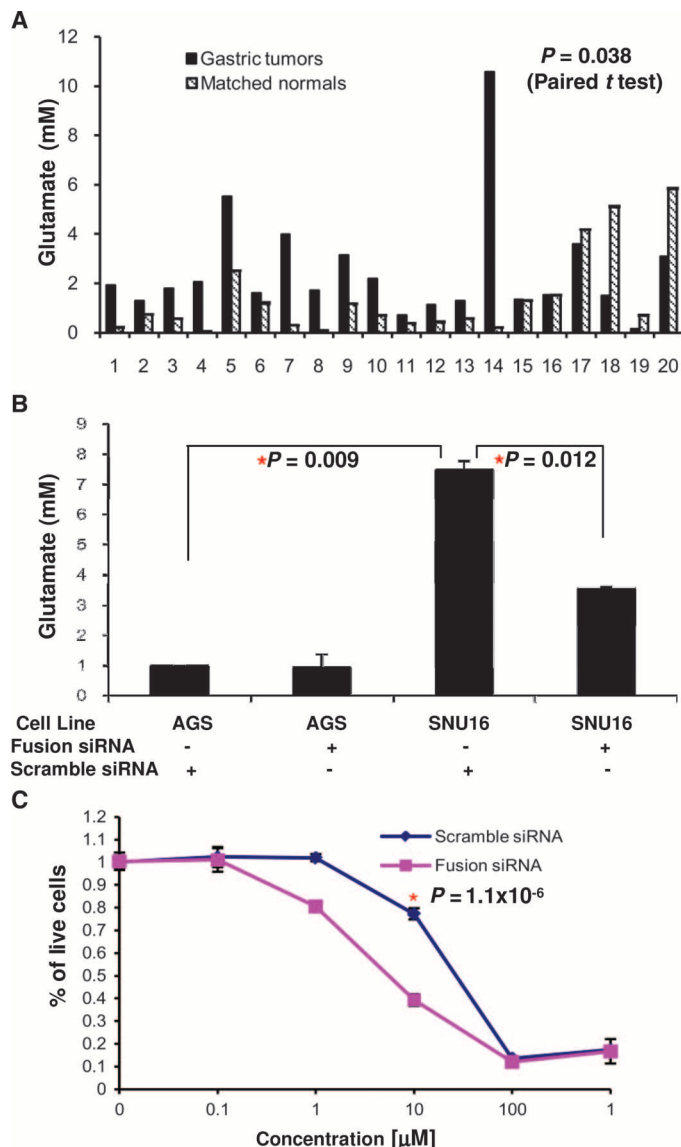 A
12
10
8
6
4
2
0
Glutamate (mM)
Gastric tumors
Matched normals
P = 0.038
(Paired t test)
1 2 3 4 5 6 7 8 9 10 11 12 13 14 15 16 17 18 19 20
B
9
8
7
6
5
4
3
2
1
0
Glutamate (mM)
*P = 0.009
*P = 0.012
Cell Line AGS AGS SNU16 SNU16
Fusion siRNA - + - +
Scramble siRNA + - + -
C
1.2
1.1
1
0.9
0.8
0.7
0.6
0.5
0.4
0.3
0.2
0.1
0
% of live cells
Scramble siRNA
Fusion siRNA
* P = 1.1x10-6
0 0.1 1 10 100 1
Concentration [µM]